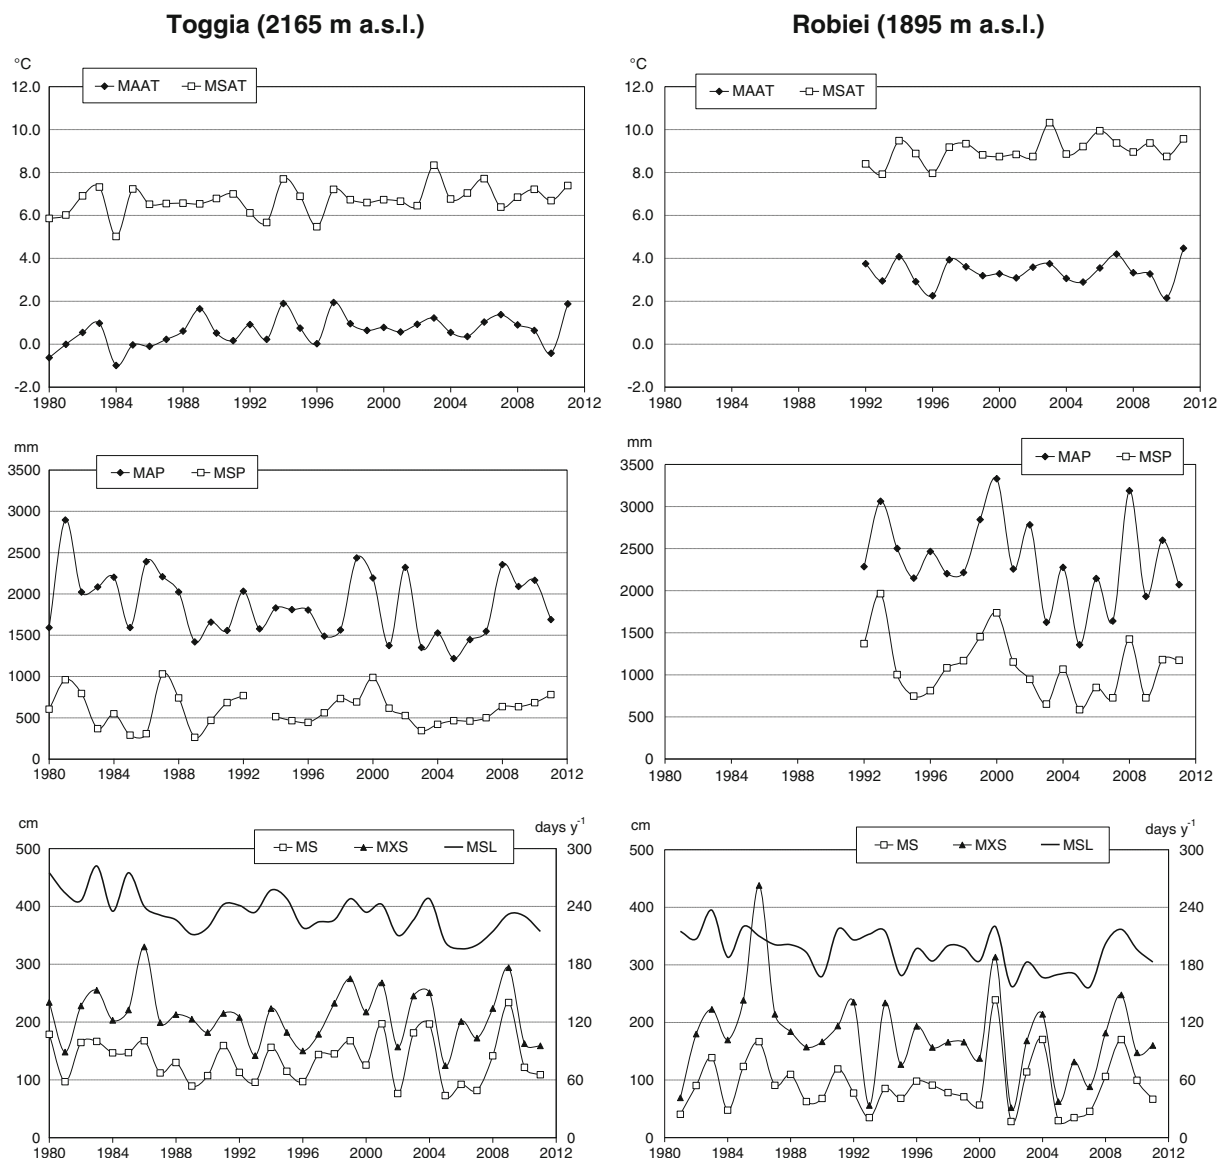 Toggia (2165 m a.s.l.)
Robiei (1895 m a.s.l.)
°C
MAAT MSAT
12.0
10.0
8.0
6.0
4.0
2.0
0.0
-2.0
1980 1984 1988 1992 1996 2000 2004 2008 2012
°C
MAAT MSAT
12.0
10.0
8.0
6.0
4.0
2.0
0.0
-2.0
1980 1984 1988 1992 1996 2000 2004 2008 2012
mm
MAP MSP
3500
3000
2500
2000
1500
1000
500
0
1980 1984 1988 1992 1996 2000 2004 2008 2012
mm
MAP MSP
3500
3000
2500
2000
1500
1000
500
0
1980 1984 1988 1992 1996 2000 2004 2008 2012
cm
days y-1
MS MXS MSL
500 300
400 240
300 180
200 120
100 60
0 0
1980 1984 1988 1992 1996 2000 2004 2008 2012
cm
days y-1
MS MXS MSL
500 300
400 240
300 180
200 120
100 60
0 0
1980 1984 1988 1992 1996 2000 2004 2008 2012